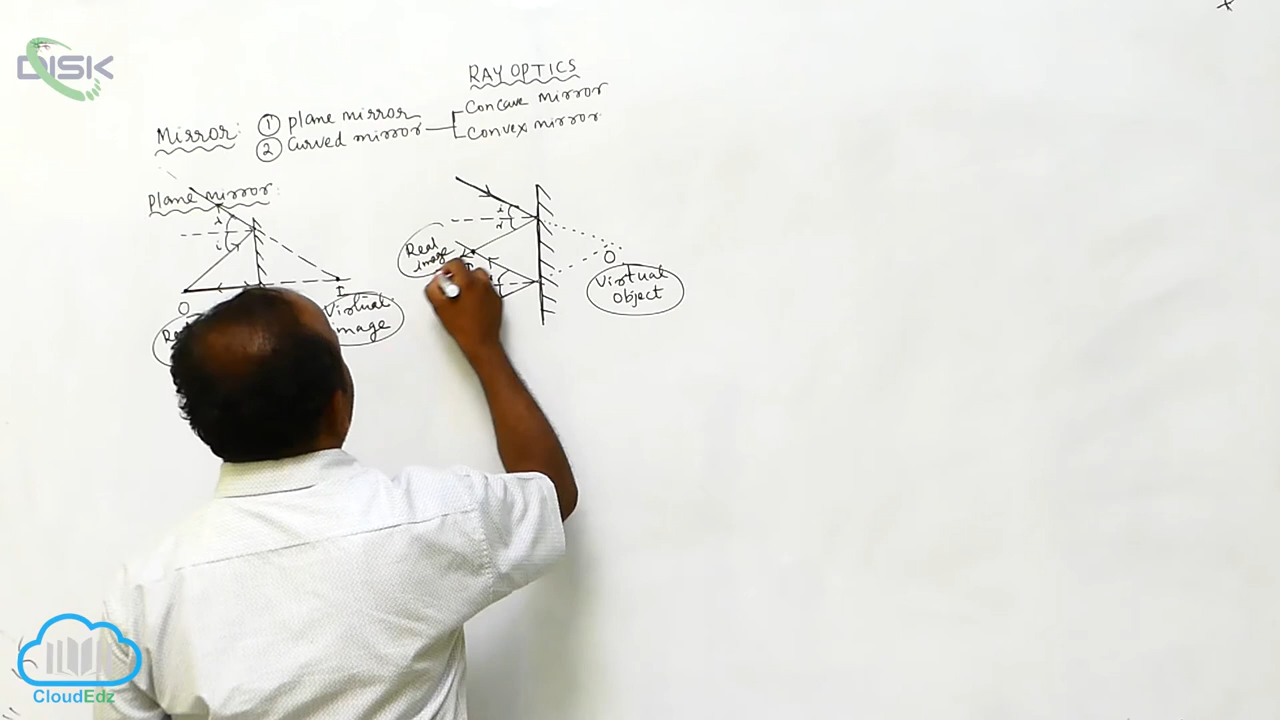 DISK
RAY OPTICS
Mirror: ① plane mirror
② Curved mirror
Concave mirror
Convex mirror
Plane mirror:
r
i
O
I
Virtual
image
i
r
Real
image
O
Virtual
Object
CloudEdz